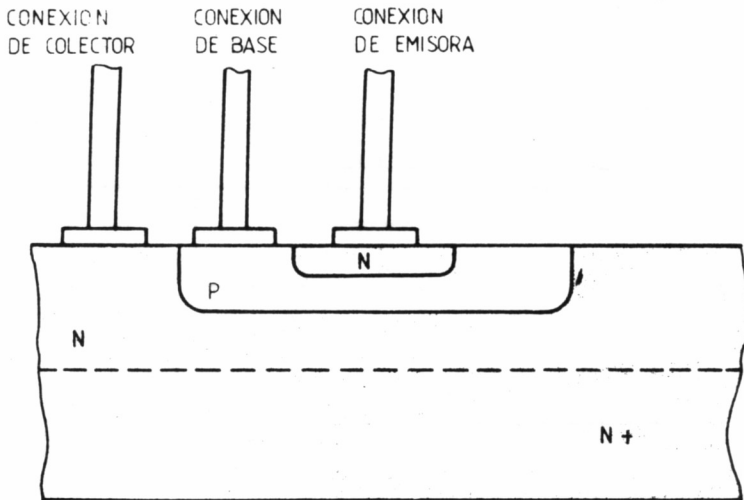 CONEXION
DE COLECTOR
CONEXION
DE BASE
CONEXION
DE EMISORA
N
P
N
N +